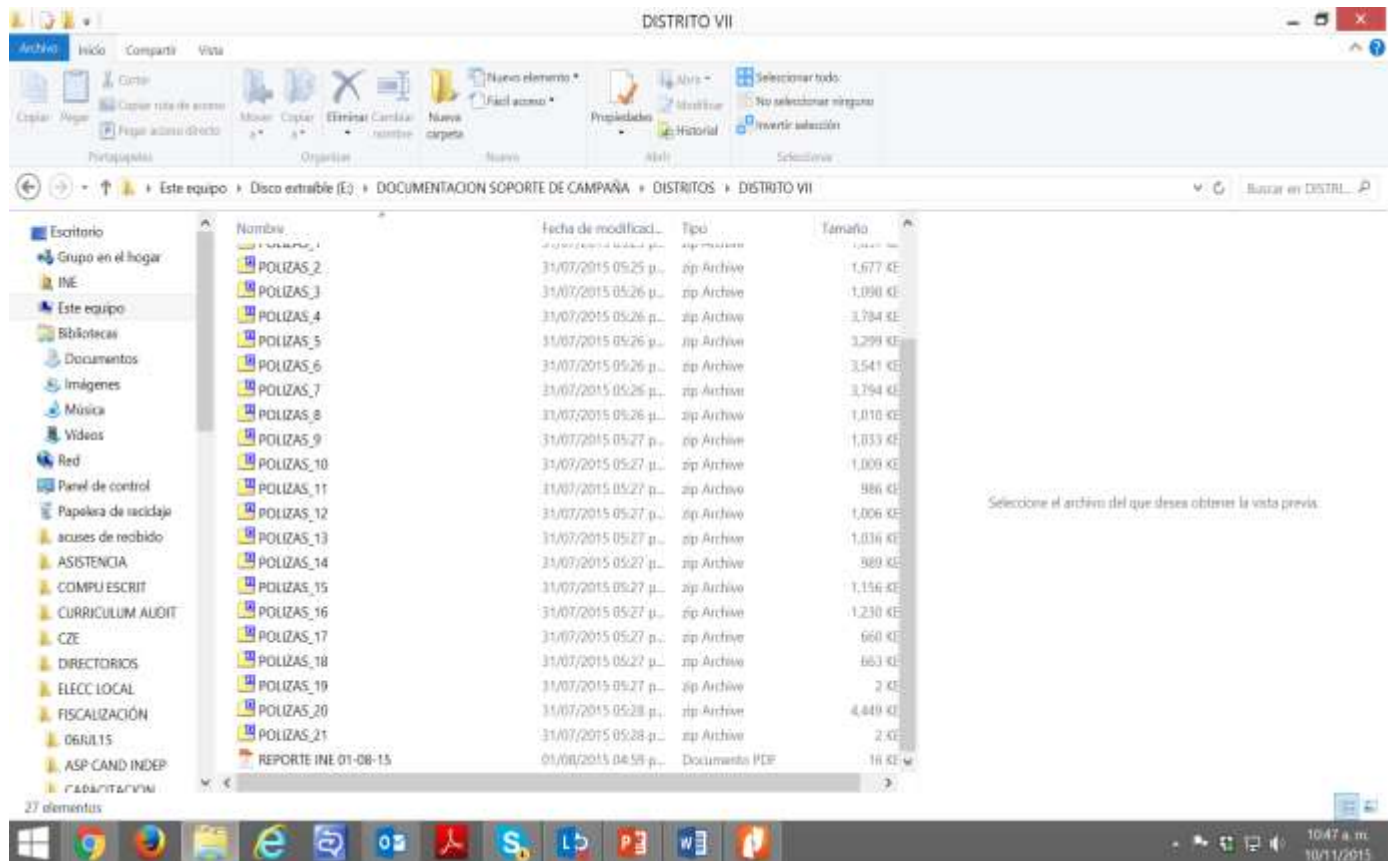 DISTRITO VII
Archivo Inicio Compartir Vista
Copiar Pegar Cortar
Copiar ruta de acceso
Pegar acceso directo
Mover a Copiar a Eliminar Cambiar nombre
Nueva carpeta
Nuevo elemento
Fácil acceso
Propiedades
Abrir
Modificar
Historial
Seleccionar todo
No seleccionar ninguno
Invertir selección
Portapapeles Organizar Nuevo Abrir Seleccionar
Este equipo Disco extraíble (E:) DOCUMENTACION SOPORTE DE CAMPAÑA DISTRITOS DISTRITO VII
Buscar en DISTRI...
Nombre Fecha de modificaci... Tipo Tamaño
POLIZAS_2 31/07/2015 05:25 p... zip Archive 1,677 KB
POLIZAS_3 31/07/2015 05:26 p... zip Archive 1,098 KB
POLIZAS_4 31/07/2015 05:26 p... zip Archive 3,784 KB
POLIZAS_5 31/07/2015 05:26 p... zip Archive 3,299 KB
POLIZAS_6 31/07/2015 05:26 p... zip Archive 3,541 KB
POLIZAS_7 31/07/2015 05:26 p... zip Archive 3,794 KB
POLIZAS_8 31/07/2015 05:26 p... zip Archive 1,010 KB
POLIZAS_9 31/07/2015 05:27 p... zip Archive 1,033 KB
POLIZAS_10 31/07/2015 05:27 p... zip Archive 1,009 KB
POLIZAS_11 31/07/2015 05:27 p... zip Archive 986 KB
POLIZAS_12 31/07/2015 05:27 p... zip Archive 1,006 KB
POLIZAS_13 31/07/2015 05:27 p... zip Archive 1,036 KB
POLIZAS_14 31/07/2015 05:27 p... zip Archive 989 KB
POLIZAS_15 31/07/2015 05:27 p... zip Archive 1,156 KB
POLIZAS_16 31/07/2015 05:27 p... zip Archive 1,230 KB
POLIZAS_17 31/07/2015 05:27 p... zip Archive 660 KB
POLIZAS_18 31/07/2015 05:27 p... zip Archive 663 KB
POLIZAS_19 31/07/2015 05:27 p... zip Archive 2 KB
POLIZAS_20 31/07/2015 05:28 p... zip Archive 4,449 KB
POLIZAS_21 31/07/2015 05:28 p... zip Archive 2 KB
REPORTE INE 01-08-15 01/08/2015 04:59 p... Documento PDF 16 KB
Escritorio
Grupo en el hogar
INE
Este equipo
Bibliotecas
Documentos
Imágenes
Música
Vídeos
Red
Panel de control
Papelera de reciclaje
acuses de recibido
ASISTENCIA
COMPU ESCRIT
CURRICULUM AUDIT
CZE
DIRECTORIOS
ELECC LOCAL
FISCALIZACIÓN
06JUL15
ASP CAND INDEP
CAPACITACION
Seleccione el archivo del que desea obtener la vista previa.
27 elementos
10:47 a. m.
10/11/2015